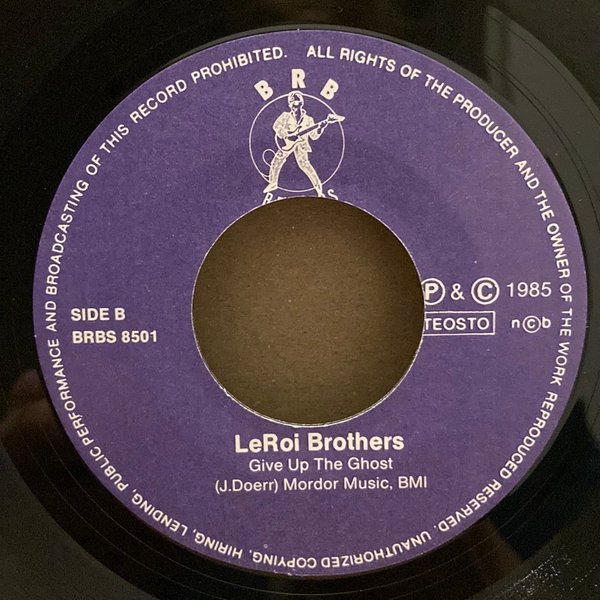 UNAUTHORIZED COPYING, HIRING, LENDING, PUBLIC PERFORMANCE AND BROADCASTING OF THIS RECORD PROHIBITED. ALL RIGHTS OF THE PRODUCER AND THE OWNER OF THE WORK REPRODUCED RESERVED.
BRB
SIDE B
BRBS 8501
Ⓟ & © 1985
TEOSTO n©b
LeRoi Brothers
Give Up The Ghost
(J.Doerr) Mordor Music, BMI